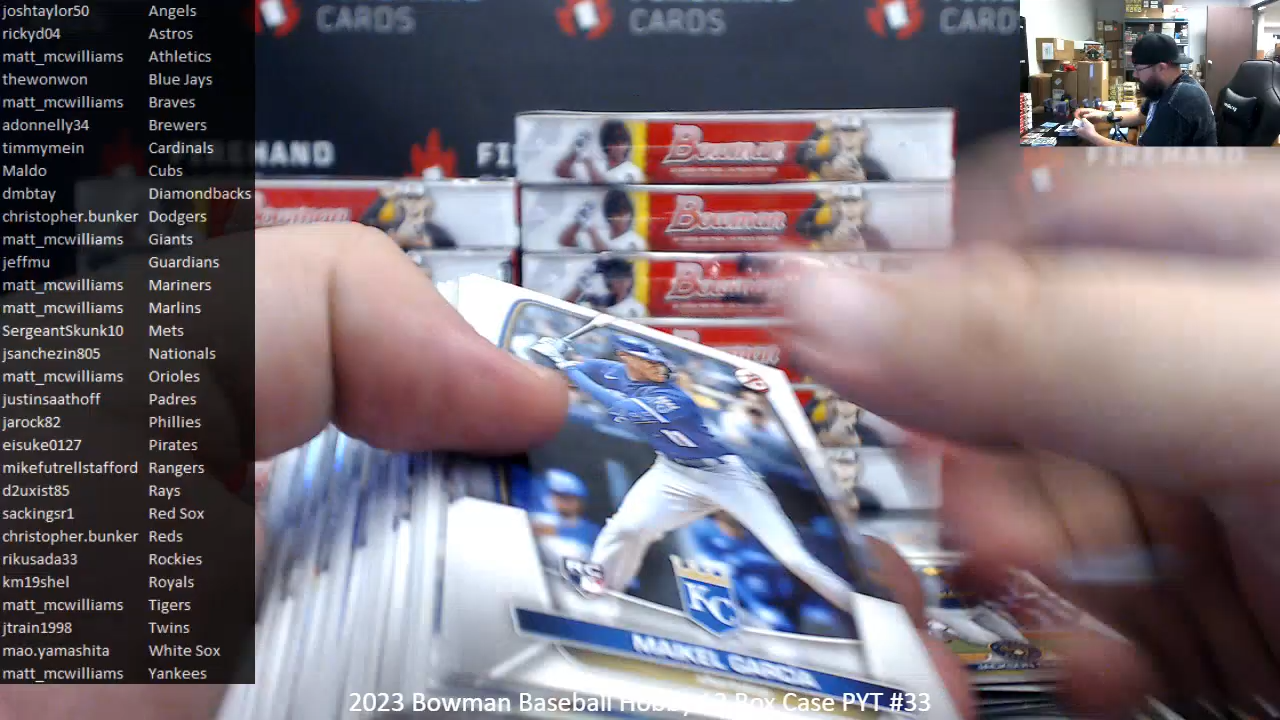 joshtaylor50 Angels
rickyd04 Astros
matt_mcwilliams Athletics
thewonwon Blue Jays
matt_mcwilliams Braves
adonnelly34 Brewers
timmymein Cardinals
Maldo Cubs
dmbtay Diamondbacks
christopher.bunker Dodgers
matt_mcwilliams Giants
jeffmu Guardians
matt_mcwilliams Mariners
matt_mcwilliams Marlins
SergeantSkunk10 Mets
jsanchezin805 Nationals
matt_mcwilliams Orioles
justinsaathoff Padres
jarock82 Phillies
eisuke0127 Pirates
mikefutrellstafford Rangers
d2uxist85 Rays
sackingsr1 Red Sox
christopher.bunker Reds
rikusada33 Rockies
km19shel Royals
matt_mcwilliams Tigers
jtrain1998 Twins
mao.yamashita White Sox
matt_mcwilliams Yankees
CARDS
CARDS
CARD
Bowman
Bowman
Bowman
Bowman
RC
KC
MAIKEL GARCIA
2023 Bowman Baseball Hobby 12 Box Case PYT #33